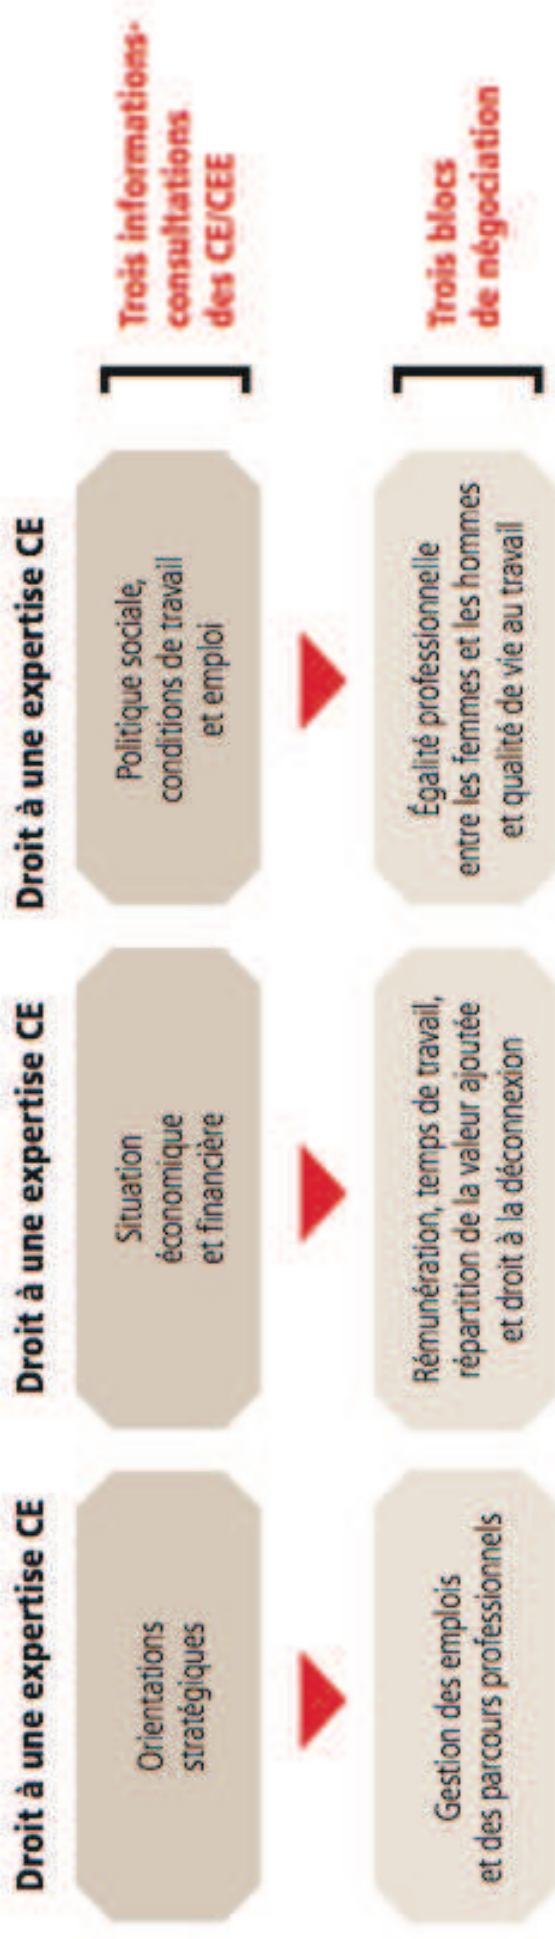 Droit à une expertise CE
Droit à une expertise CE
Droit à une expertise CE
Orientations
stratégiques
Situation
économique
et financière
Politique sociale,
conditions de travail
et emploi
Trois informations-
consultations
des CE/CEE
Gestion des emplois
et des parcours professionnels
Rémunération, temps de travail,
répartition de la valeur ajoutée
et droit à la déconnexion
Égalité professionnelle
entre les femmes et les hommes
et qualité de vie au travail
Trois blocs
de négociation